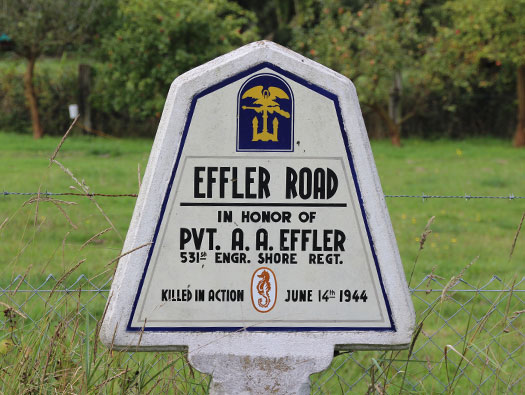 EFFLER ROAD
IN HONOR OF
PVT. A. A. EFFLER
531ST ENGR. SHORE REGT.
KILLED IN ACTION JUNE 14TH 1944